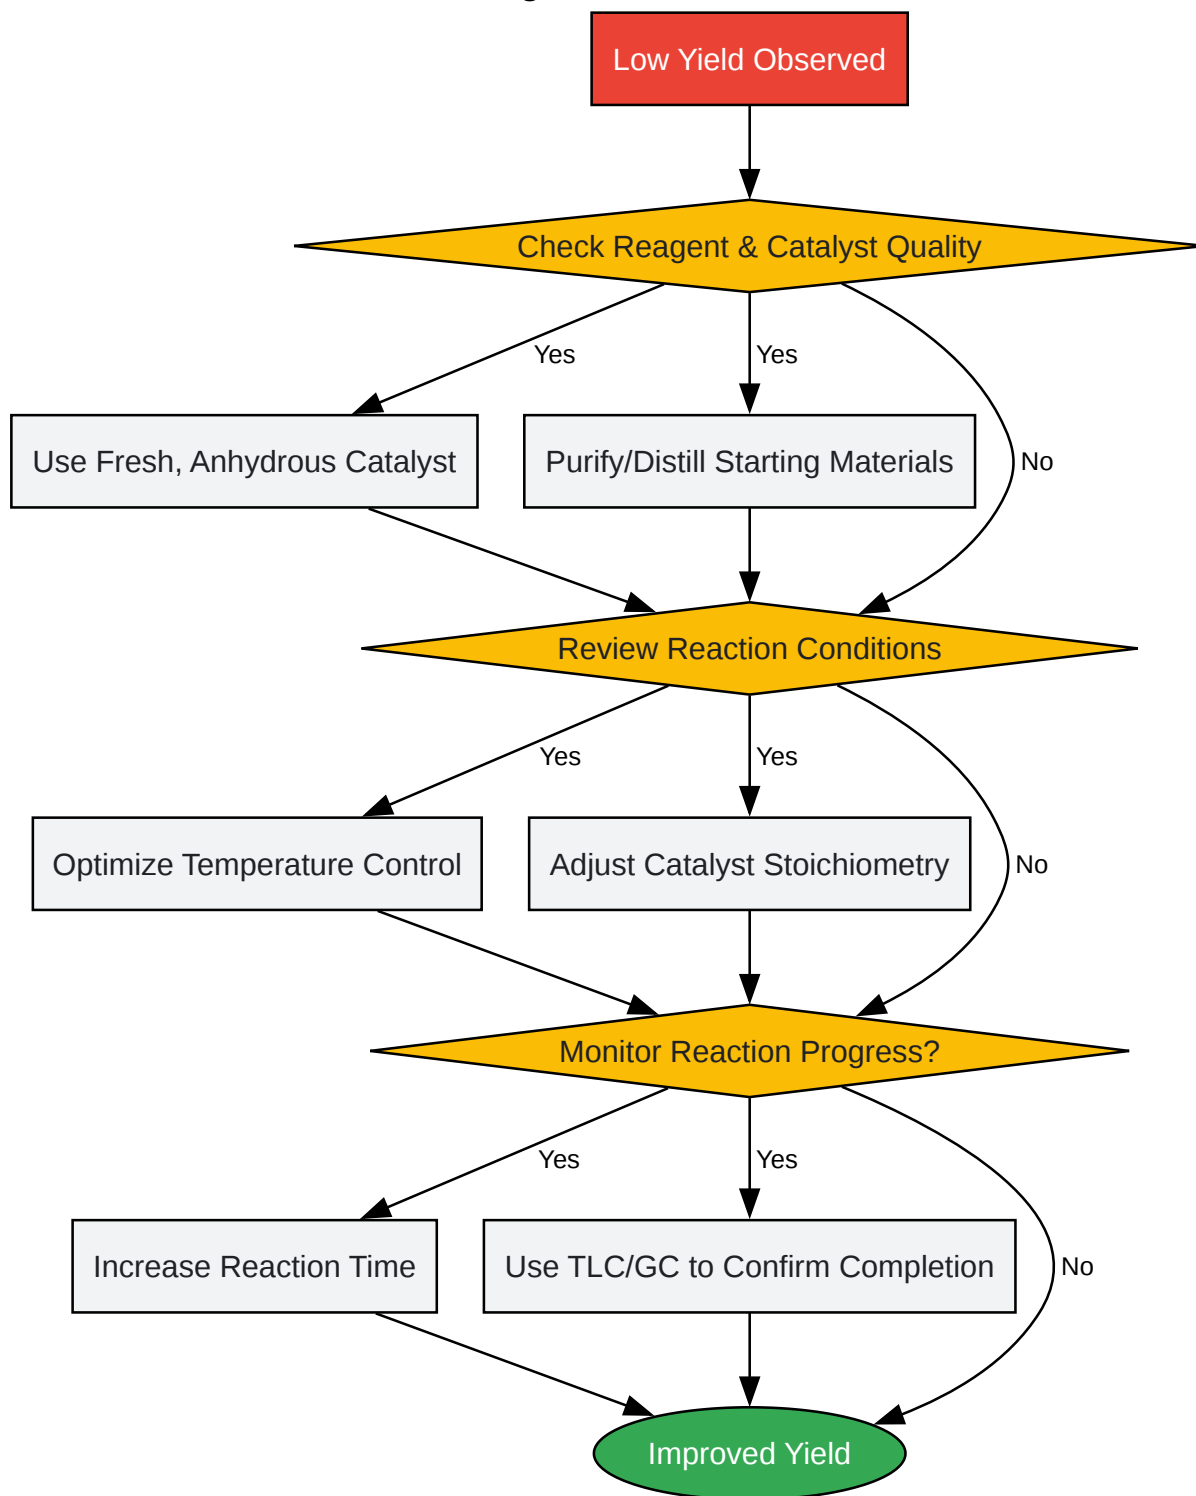 Low Yield Observed
Check Reagent & Catalyst Quality
Yes
Yes
Use Fresh, Anhydrous Catalyst
Purify/Distill Starting Materials
No
Review Reaction Conditions
Yes
Yes
Optimize Temperature Control
Adjust Catalyst Stoichiometry
No
Monitor Reaction Progress?
Yes
Yes
Increase Reaction Time
Use TLC/GC to Confirm Completion
No
Improved Yield